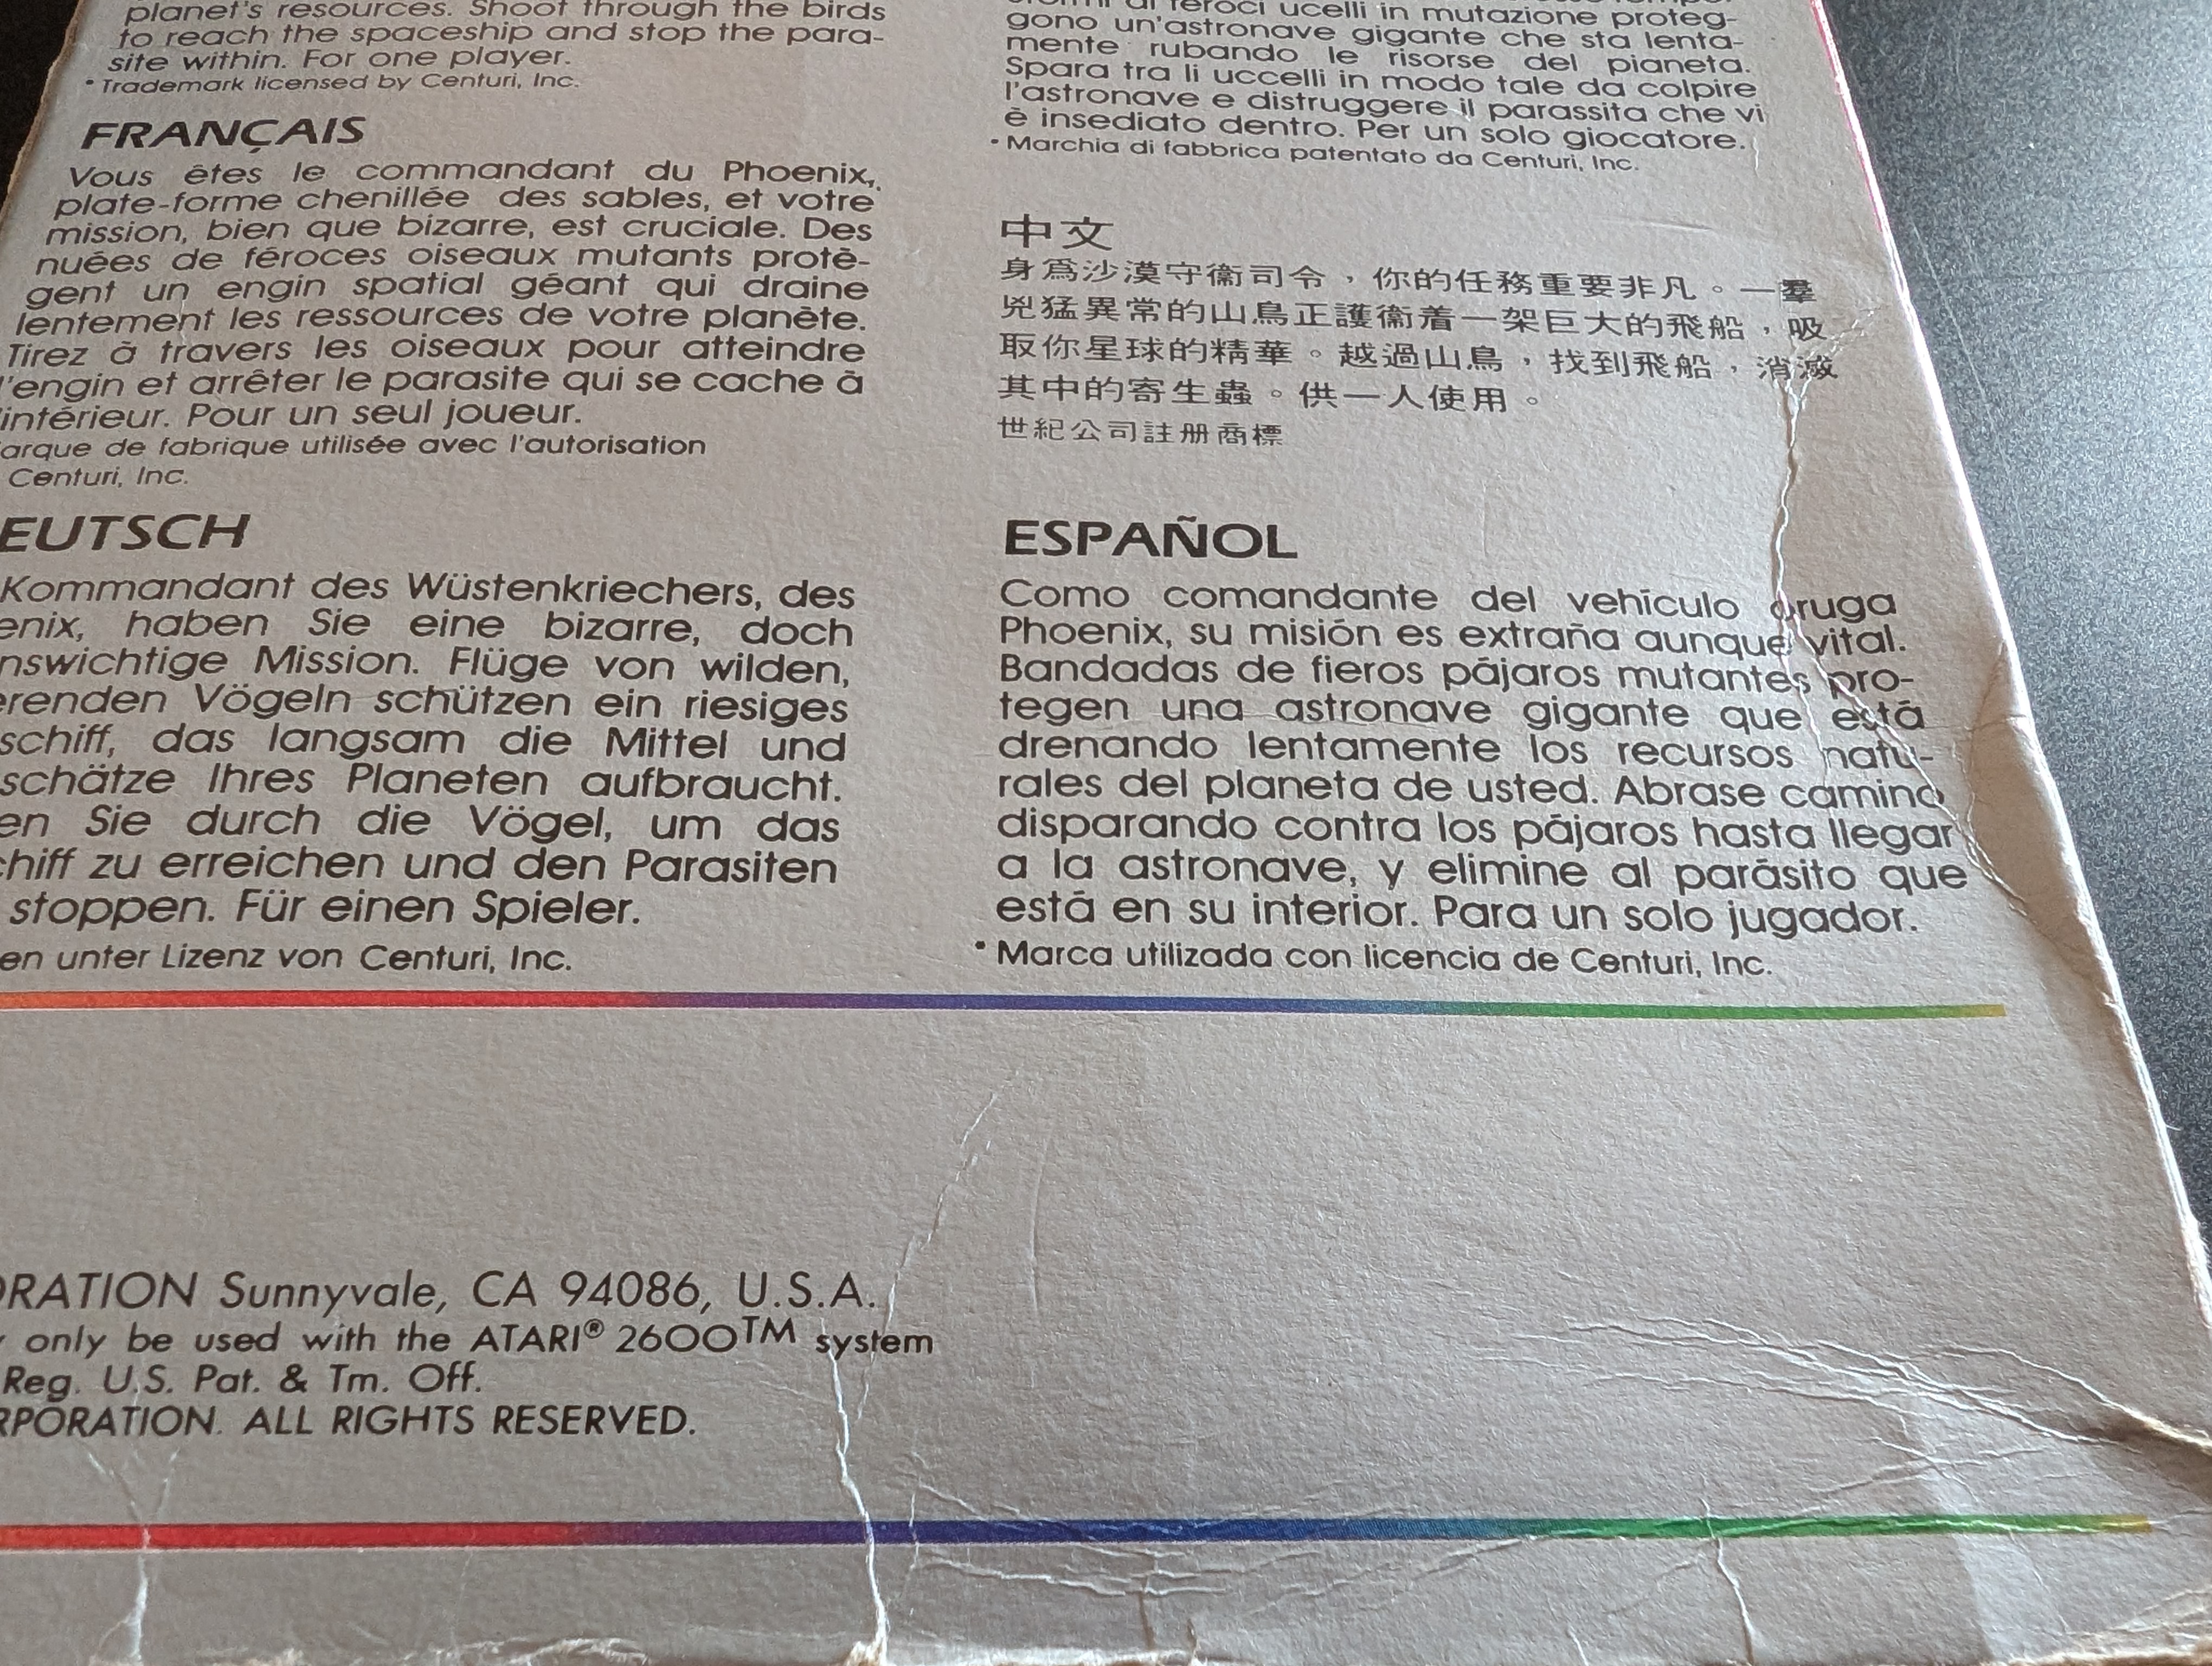 planet's resources. Shoot through the birds
to reach the spaceship and stop the para-
site within. For one player.
* Trademark licensed by Centuri, Inc.
FRANÇAIS
Vous êtes le commandant du Phoenix,
plate-forme chenillée des sables, et votre
mission, bien que bizarre, est cruciale. Des
nuées de féroces oiseaux mutants protè-
gent un engin spatial géant qui draine
lentement les ressources de votre planète.
Tirez à travers les oiseaux pour atteindre
l'engin et arrêter le parasite qui se cache à
intérieur. Pour un seul joueur.
arque de fabrique utilisée avec l'autorisation
Centuri, Inc.
EUTSCH
Kommandant des Wüstenkriechers, des
enix, haben Sie eine bizarre, doch
nswichtige Mission. Flüge von wilden,
erenden Vögeln schützen ein riesiges
schiff, das langsam die Mittel und
schätze Ihres Planeten aufbraucht.
en Sie durch die Vögel, um das
chiff zu erreichen und den Parasiten
stoppen. Für einen Spieler.
en unter Lizenz von Centuri, Inc.
di feroci ucelli in mutazione proteg-
gono un'astronave gigante che sta lenta-
mente rubando le risorse del pianeta.
Spara tra li uccelli in modo tale da colpire
l'astronave e distruggere il parassita che vi
è insediato dentro. Per un solo giocatore.
* Marchia di fabbrica patentato da Centuri, Inc.
中文
身爲沙漠守衞司令，你的任務重要非凡。一羣
兇猛異常的山鳥正護衞着一架巨大的飛船，吸
取你星球的精華。越過山鳥，找到飛船，消滅
其中的寄生蟲。供一人使用。
世紀公司註册商標
ESPAÑOL
Como comandante del vehículo oruga
Phoenix, su misión es extraña aunque vital.
Bandadas de fieros pájaros mutantes pro-
tegen una astronave gigante que está
drenando lentamente los recursos natu-
rales del planeta de usted. Abrase camino
disparando contra los pájaros hasta llegar
a la astronave, y elimine al parásito que
está en su interior. Para un solo jugador.
* Marca utilizada con licencia de Centuri, Inc.
ORATION Sunnyvale, CA 94086, U.S.A.
only be used with the ATARI® 2600™ system
Reg. U.S. Pat. & Tm. Off.
RPORATION. ALL RIGHTS RESERVED.